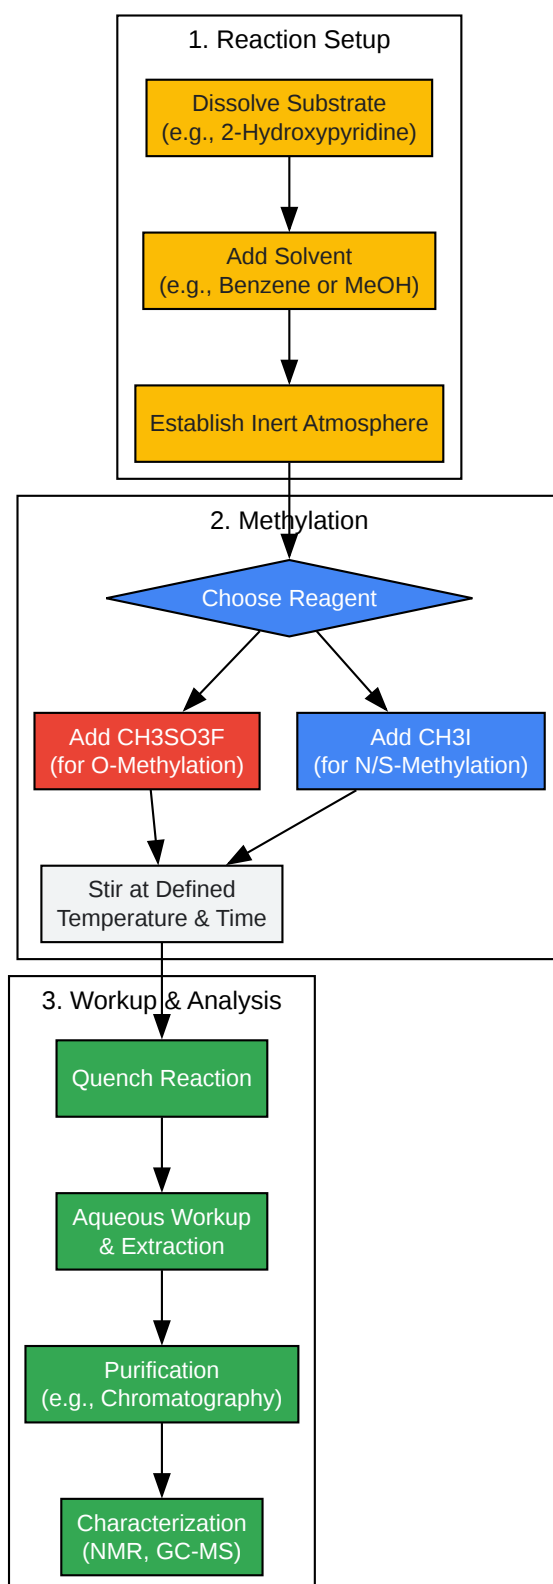 1. Reaction Setup
Dissolve Substrate
(e.g., 2-Hydroxypyridine)
Add Solvent
(e.g., Benzene or MeOH)
Establish Inert Atmosphere
2. Methylation
Choose Reagent
Add CH3SO3F
(for O-Methylation)
Add CH3I
(for N/S-Methylation)
Stir at Defined
Temperature & Time
3. Workup & Analysis
Quench Reaction
Aqueous Workup
& Extraction
Purification
(e.g., Chromatography)
Characterization
(NMR, GC-MS)